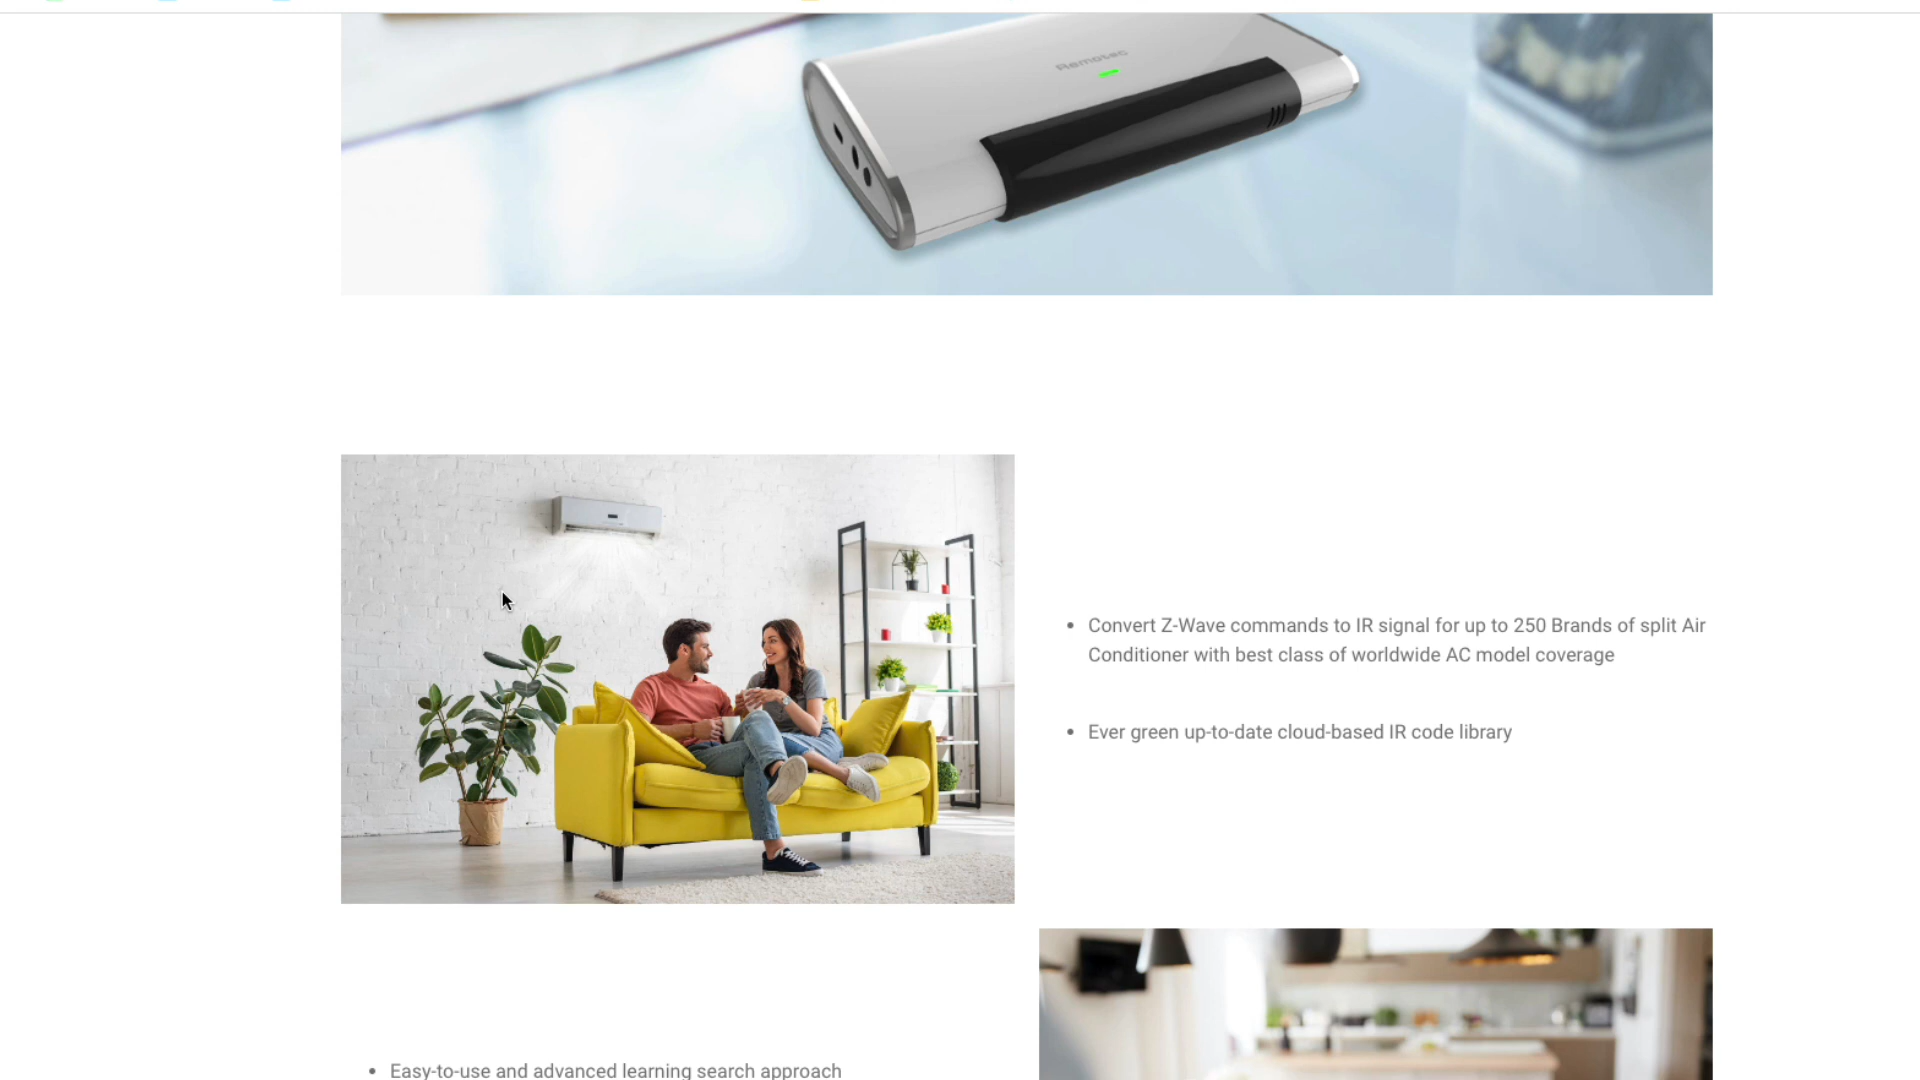 Remotec
Convert Z-Wave commands to IR signal for up to 250 Brands of split Air
Conditioner with best class of worldwide AC model coverage
Ever green up-to-date cloud-based IR code library
Easy-to-use and advanced learning search approach